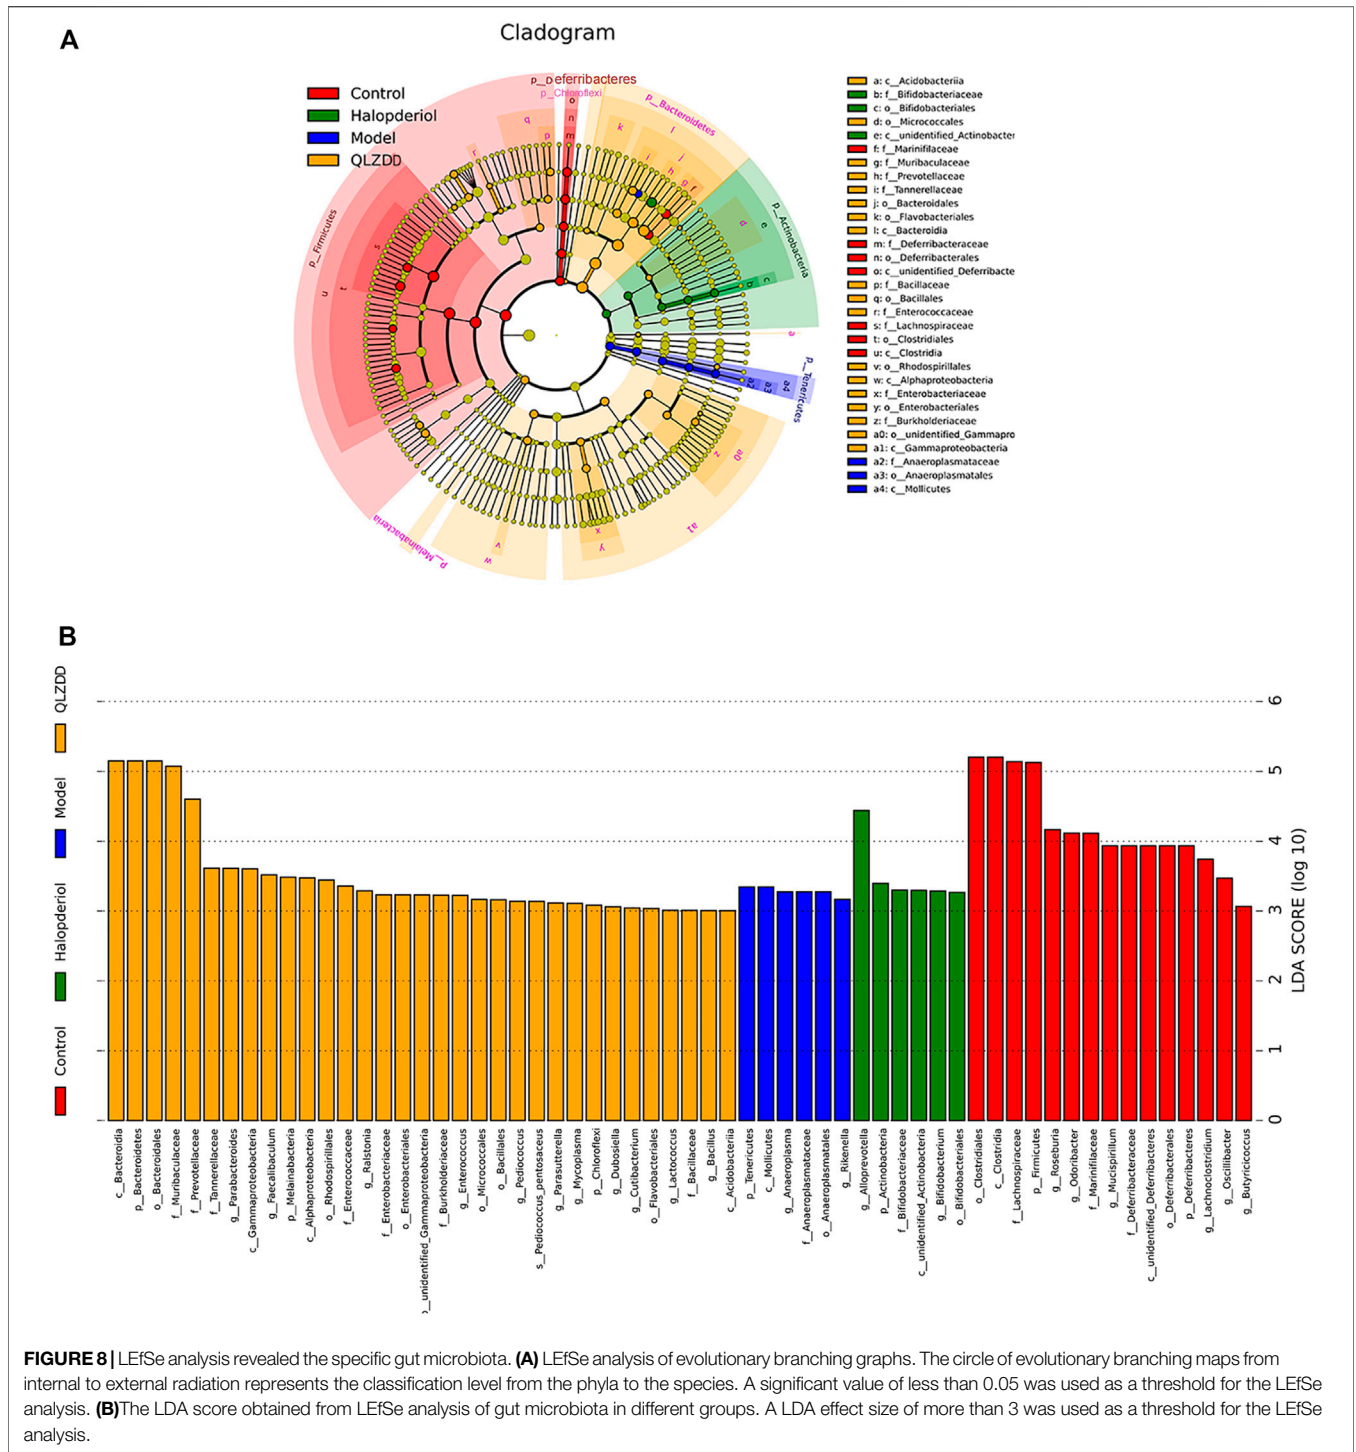 A
Cladogram
Control
Halopderiol
Model
QLZDD
p__Deferribacteres
p__Chloroflexi
p__Bacteroidetes
p__Actinobacteria
p__Tenericutes
p__Melainabacteria
p__Firmicutes
o
n
m
q
p
r
k
l
i
j
h
g
f
d
e
c
b
a
a2
a3
a4
z
a0
a1
x
y
v
w
s
t
u
a: c__Acidobacteriia
b: f__Bifidobacteriaceae
c: o__Bifidobacteriales
d: o__Micrococcales
e: c__unidentified_Actinobacter
f: f__Marinifilaceae
g: f__Muribaculaceae
h: f__Prevotellaceae
i: f__Tannerellaceae
j: o__Bacteroidales
k: o__Flavobacteriales
l: c__Bacteroidia
m: f__Deferribacteraceae
n: o__Deferribacterales
o: c__unidentified_Deferribacte
p: f__Bacillaceae
q: o__Bacillales
r: f__Enterococcaceae
s: f__Lachnospiraceae
t: o__Clostridiales
u: c__Clostridia
v: o__Rhodospirillales
w: c__Alphaproteobacteria
x: f__Enterobacteriaceae
y: o__Enterobacteriales
z: f__Burkholderiaceae
a0: o__unidentified_Gammapro
a1: c__Gammaproteobacteria
a2: f__Anaeroplasmataceae
a3: o__Anaeroplasmatales
a4: c__Mollicutes
B
Control
Halopderiol
Model
QLZDD
6
5
4
3
2
1
0
LDA SCORE (log 10)
c__Bacteroidia
p__Bacteroidetes
o__Bacteroidales
f__Muribaculaceae
f__Prevotellaceae
f__Tannerellaceae
g__Parabacteroides
c__Gammaproteobacteria
g__Faecalibaculum
p__Melainabacteria
c__Alphaproteobacteria
o__Rhodospirillales
f__Enterococcaceae
g__Ralstonia
f__Enterobacteriaceae
o__Enterobacteriales
o__unidentified_Gammaproteobacteria
f__Burkholderiaceae
g__Enterococcus
o__Micrococcales
o__Bacillales
g__Pediococcus
s__Pediococcus_pentosaceus
g__Parasutterella
g__Mycoplasma
p__Chloroflexi
g__Dubosiella
g__Cutibacterium
o__Flavobacteriales
g__Lactococcus
f__Bacillaceae
g__Bacillus
c__Acidobacteriia
p__Tenericutes
c__Mollicutes
g__Anaeroplasma
f__Anaeroplasmataceae
o__Anaeroplasmatales
g__Rikenella
g__Alloprevotella
p__Actinobacteria
f__Bifidobacteriaceae
c__unidentified_Actinobacteria
g__Bifidobacterium
o__Bifidobacteriales
o__Clostridiales
c__Clostridia
f__Lachnospiraceae
p__Firmicutes
g__Roseburia
g__Odoribacter
f__Marinifilaceae
g__Mucispirillum
f__Deferribacteraceae
c__unidentified_Deferribacteres
o__Deferribacterales
p__Deferribacteres
g__Lachnoclostridium
g__Oscillibacter
g__Butyricicoccus
FIGURE 8 | LEfSe analysis revealed the specific gut microbiota. (A) LEfSe analysis of evolutionary branching graphs. The circle of evolutionary branching maps from
internal to external radiation represents the classification level from the phyla to the species. A significant value of less than 0.05 was used as a threshold for the LEfSe
analysis. (B)The LDA score obtained from LEfSe analysis of gut microbiota in different groups. A LDA effect size of more than 3 was used as a threshold for the LEfSe
analysis.